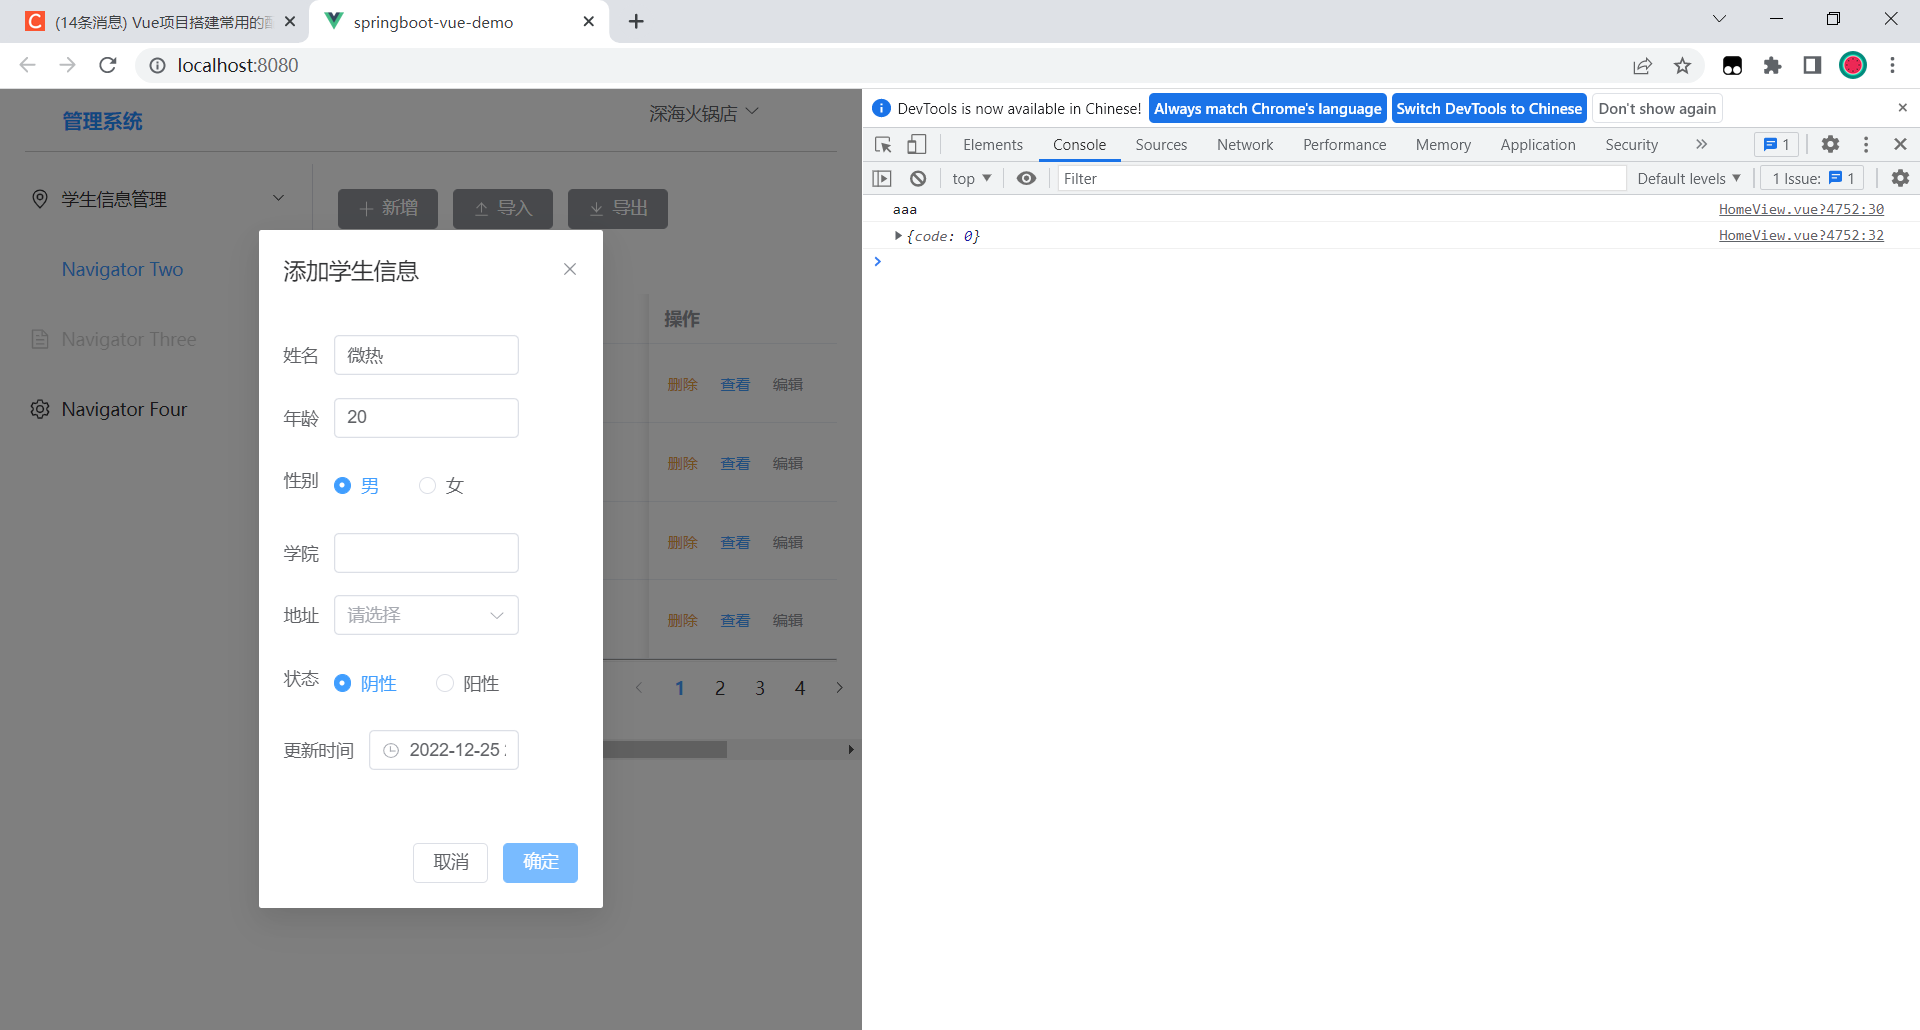 (14条消息) Vue项目搭建常用的
springboot-vue-demo
localhost:8080
管理系统
深海火锅店
学生信息管理
Navigator Two
Navigator Three
Navigator Four
新增
导入
导出
操作
删除 查看 编辑
删除 查看 编辑
删除 查看 编辑
删除 查看 编辑
1 2 3 4
添加学生信息
姓名 微热
年龄 20
性别 男 女
学院
地址 请选择
状态 阴性 阳性
更新时间 2022-12-25
取消 确定
DevTools is now available in Chinese! Always match Chrome's language Switch DevTools to Chinese Don't show again
Elements Console Sources Network Performance Memory Application Security 1
top Filter Default levels 1 Issue: 1
aaa HomeView.vue?4752:30
{code: 0} HomeView.vue?4752:32